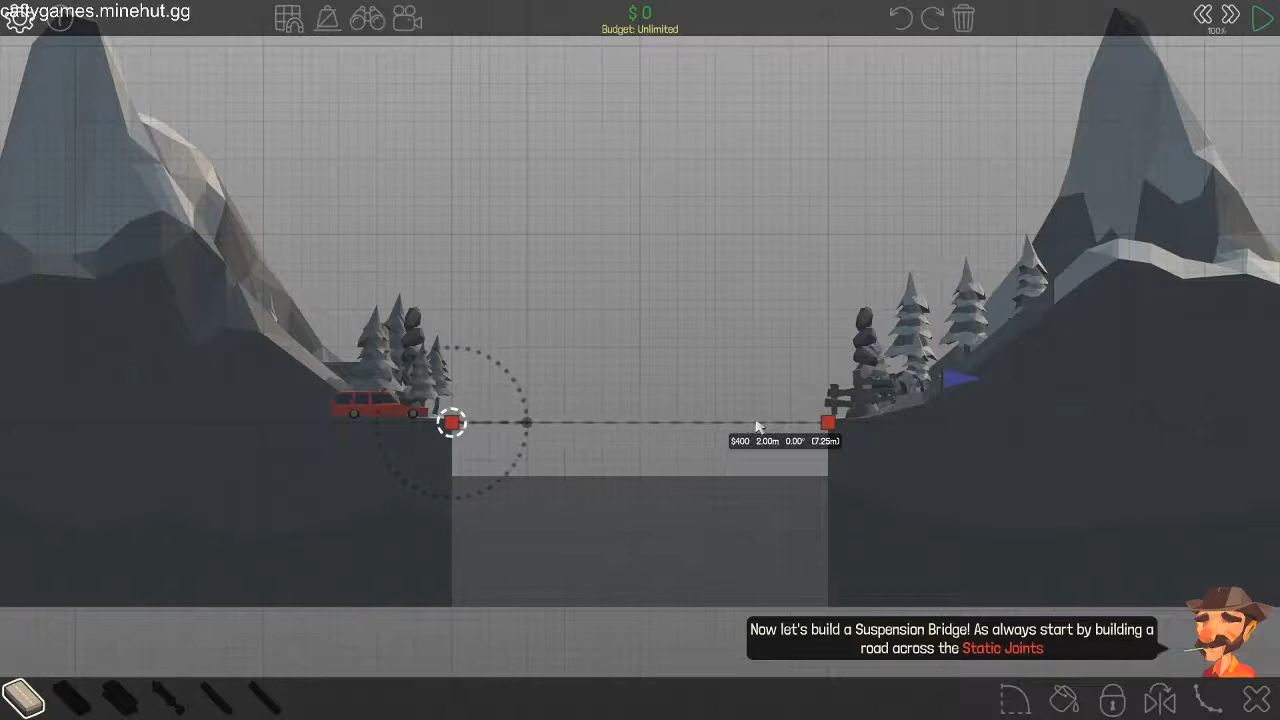 caftygames.minehut.gg
$ 0
Budget: Unlimited
100%
$400 2.00m 0.00° (7.25m)
Now let's build a Suspension Bridge! As always start by building a
road across the Static Joints